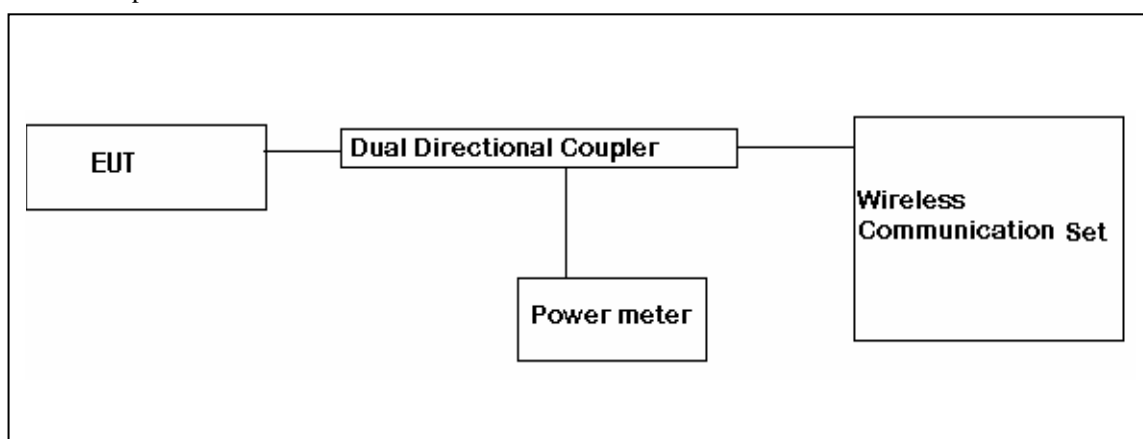 EUT
Dual Directional Coupler
Wireless
Communication Set
Power meter